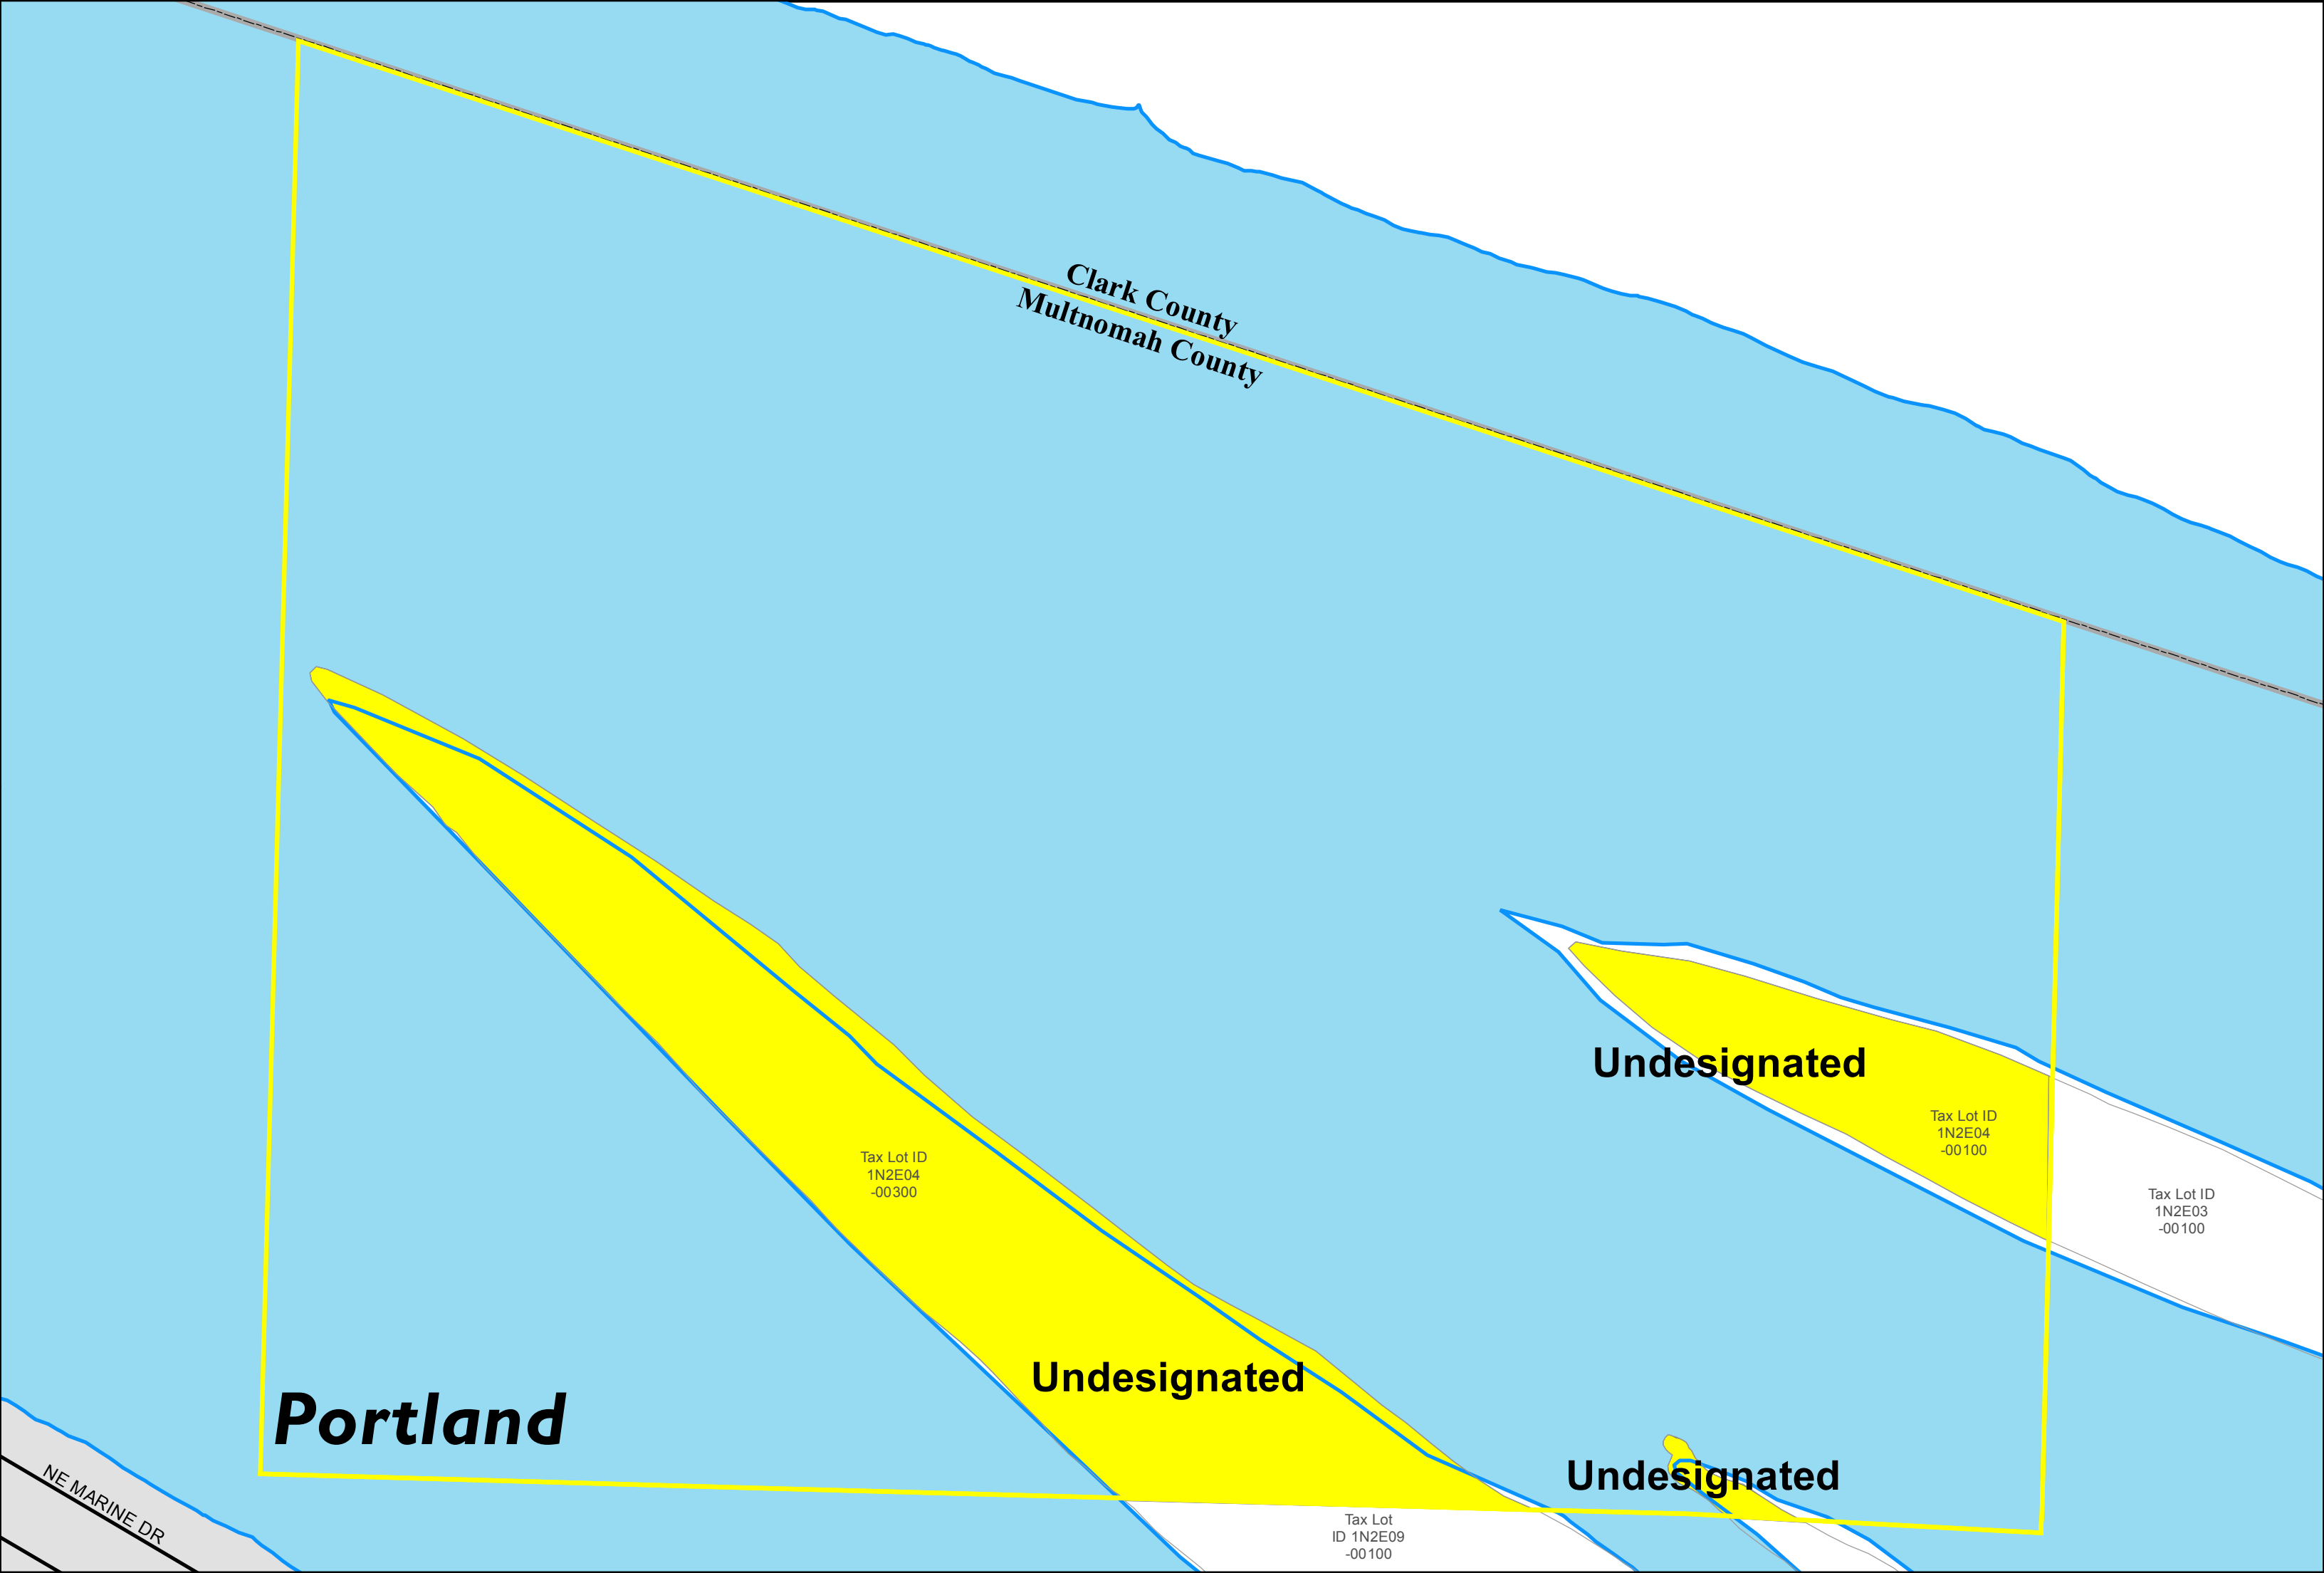 Clark County
Multnomah County
Undesignated
Tax Lot ID
1N2E04
-00100
Tax Lot ID
1N2E04
-00300
Tax Lot ID
1N2E03
-00100
Undesignated
Portland
Undesignated
NE MARINE DR
Tax Lot
ID 1N2E09
-00100